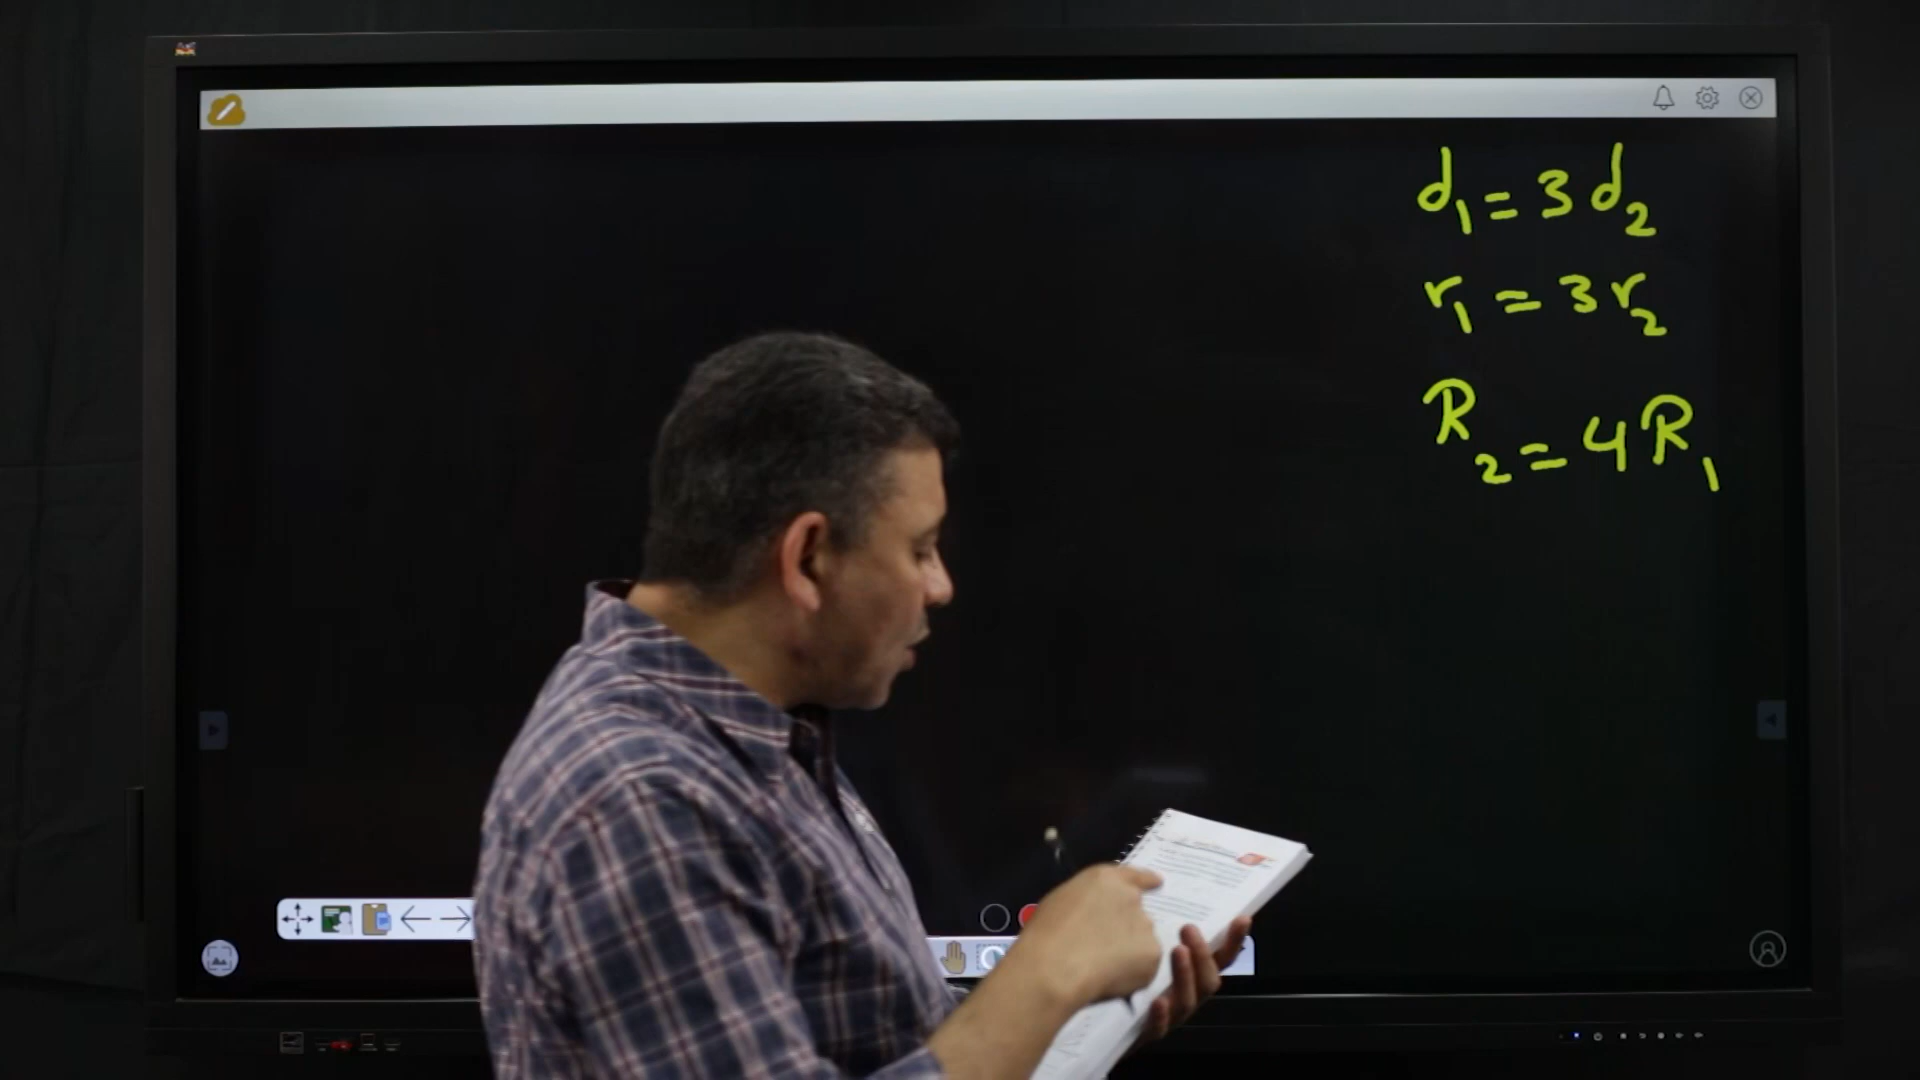 d₁ = 3 d₂
r₁ = 3 r₂
R₂ = 4 R₁